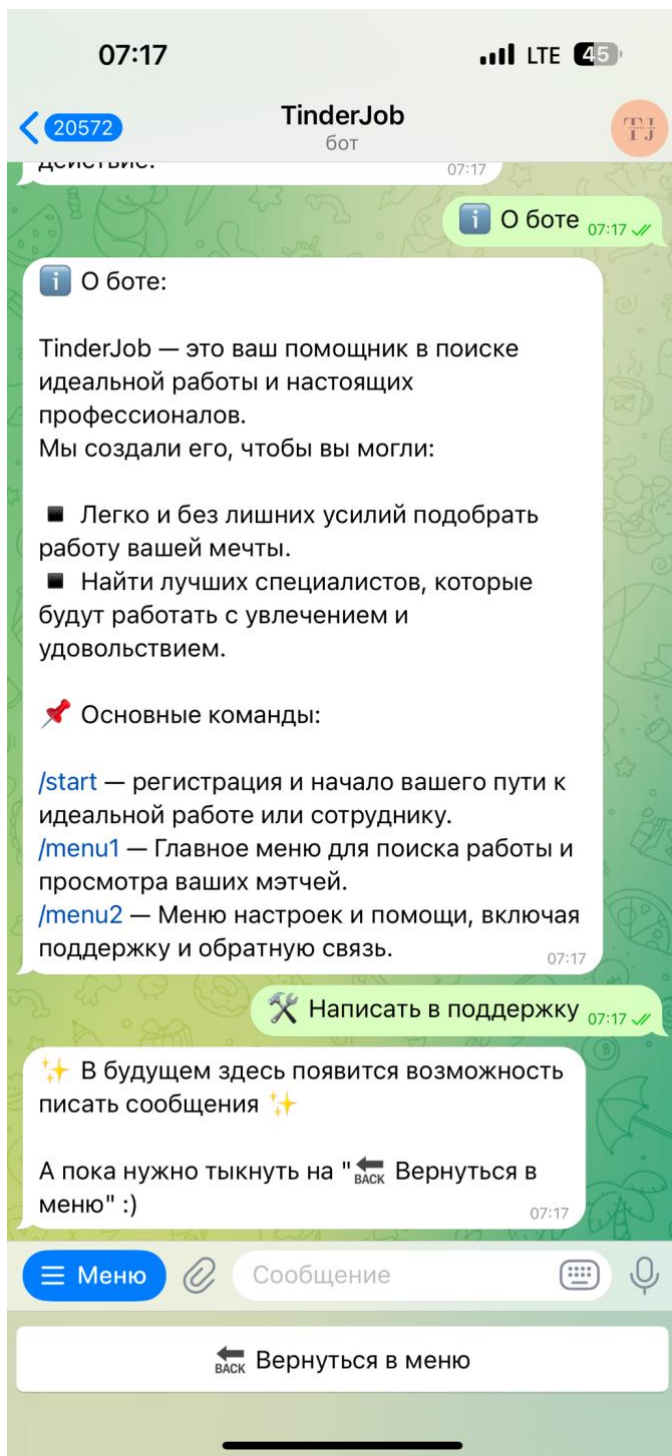 07:17
LTE 45
20572
TinderJob
бот
TJ
действие.
07:17
ℹ️ О боте 07:17
ℹ️ О боте:
TinderJob — это ваш помощник в поиске
идеальной работы и настоящих
профессионалов.
Мы создали его, чтобы вы могли:
▪️ Легко и без лишних усилий подобрать
работу вашей мечты.
▪️ Найти лучших специалистов, которые
будут работать с увлечением и
удовольствием.
📌 Основные команды:
/start — регистрация и начало вашего пути к
идеальной работе или сотруднику.
/menu1 — Главное меню для поиска работы и
просмотра ваших мэтчей.
/menu2 — Меню настроек и помощи, включая
поддержку и обратную связь.
07:17
🛠 Написать в поддержку 07:17
✨ В будущем здесь появится возможность
писать сообщения ✨
А пока нужно тыкнуть на "🔙 Вернуться в
меню" :)
07:17
Меню
Сообщение
🔙 Вернуться в меню